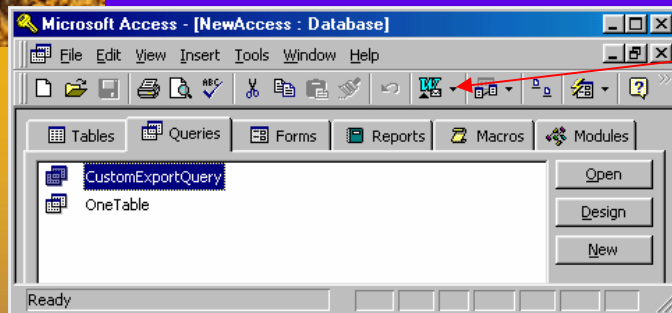 Microsoft Access - [NewAccess : Database]
File Edit View Insert Tools Window Help
Tables Queries Forms Reports Macros Modules
CustomExportQuery
OneTable
Open
Design
New
Ready